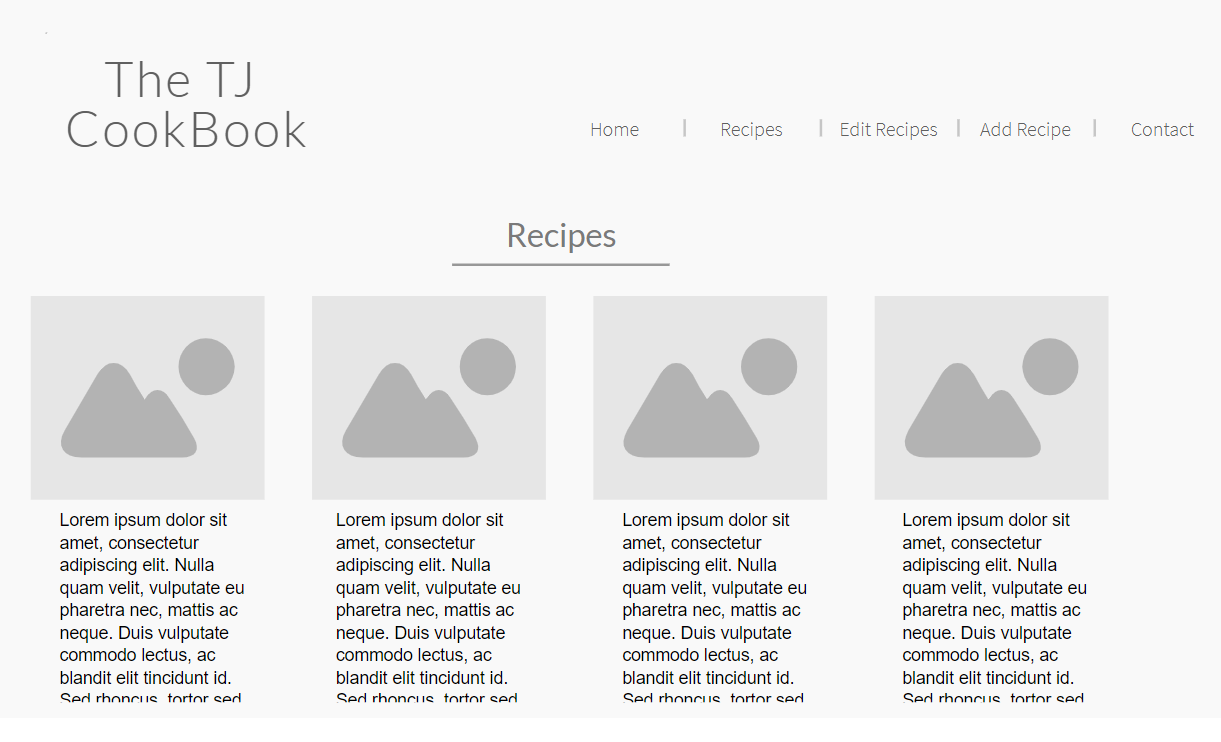 The TJ
CookBook
Home | Recipes | Edit Recipes | Add Recipe | Contact
Recipes
Lorem ipsum dolor sit
amet, consectetur
adipiscing elit. Nulla
quam velit, vulputate eu
pharetra nec, mattis ac
neque. Duis vulputate
commodo lectus, ac
blandit elit tincidunt id.
Sed rhoncus, tortor sed
Lorem ipsum dolor sit
amet, consectetur
adipiscing elit. Nulla
quam velit, vulputate eu
pharetra nec, mattis ac
neque. Duis vulputate
commodo lectus, ac
blandit elit tincidunt id.
Sed rhoncus, tortor sed
Lorem ipsum dolor sit
amet, consectetur
adipiscing elit. Nulla
quam velit, vulputate eu
pharetra nec, mattis ac
neque. Duis vulputate
commodo lectus, ac
blandit elit tincidunt id.
Sed rhoncus, tortor sed
Lorem ipsum dolor sit
amet, consectetur
adipiscing elit. Nulla
quam velit, vulputate eu
pharetra nec, mattis ac
neque. Duis vulputate
commodo lectus, ac
blandit elit tincidunt id.
Sed rhoncus, tortor sed